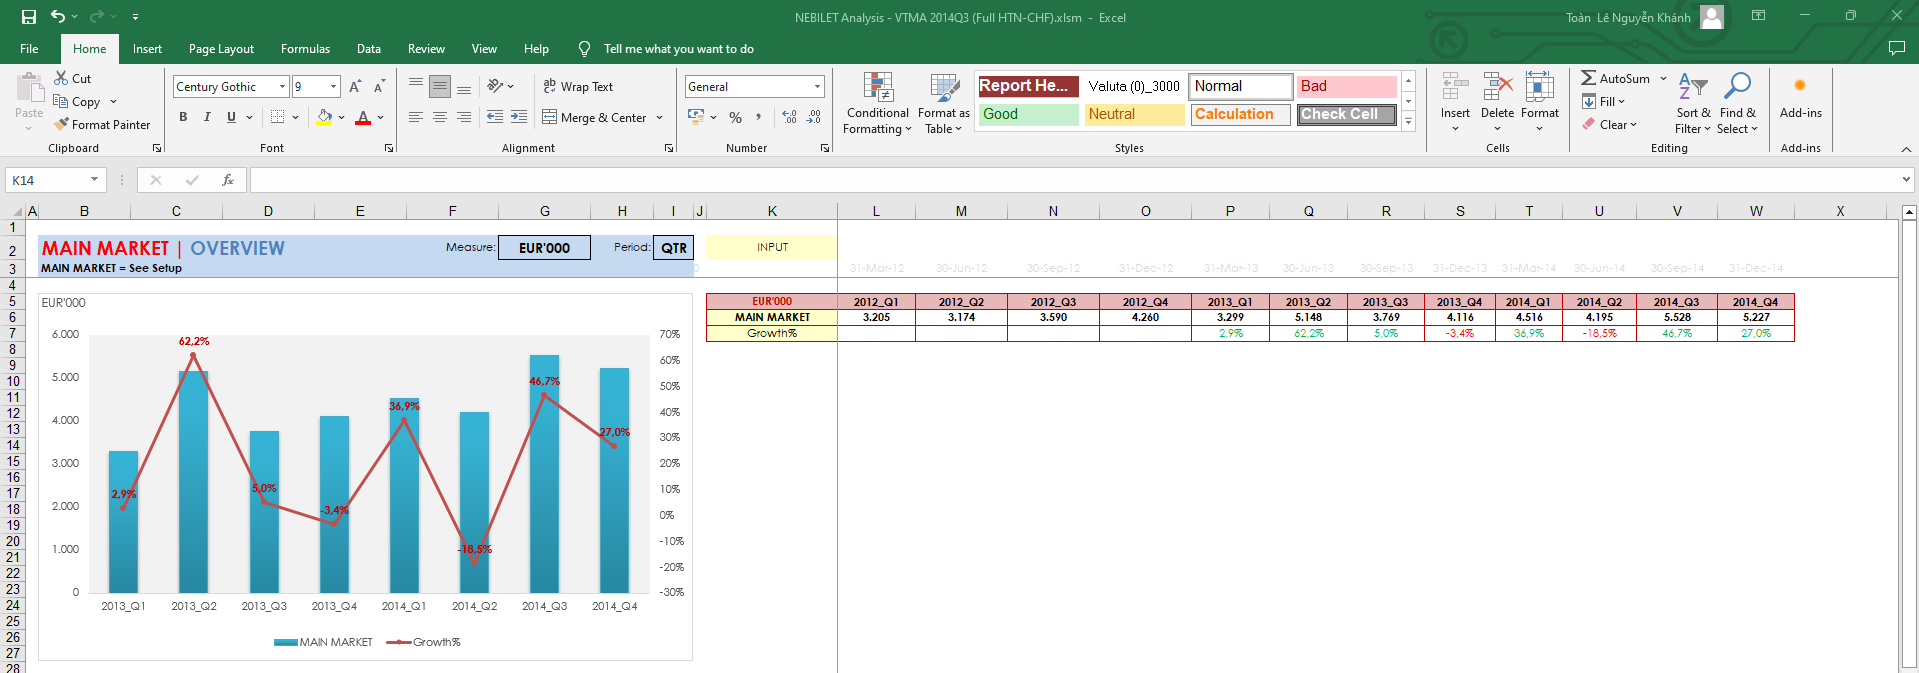 NEBILET Analysis - VTMA 2014Q3 (Full HTN-CHF).xlsm - Excel
Toàn Lê Nguyễn Khánh
File Home Insert Page Layout Formulas Data Review View Help Tell me what you want to do
Paste
Cut
Copy
Format Painter
Clipboard
Century Gothic 9
B I U
Font
ab Wrap Text
Merge & Center
Alignment
General
% ,
Number
Conditional Formatting
Format as Table
Report He... Valuta (0)_3000 Normal Bad
Good Neutral Calculation Check Cell
Styles
Insert Delete Format
Cells
AutoSum
Fill
Clear
Sort & Filter
Find & Select
Editing
Add-ins
Add-ins
K14 fx
A B C D E F G H I J K L M N O P Q R S T U V W X
1
2
3
4
5
6
7
8
9
10
11
12
13
14
15
16
17
18
19
20
21
22
23
24
25
26
27
28
MAIN MARKET | OVERVIEW Measure: EUR'000 Period: QTR INPUT
MAIN MARKET = See Setup
0 31-Mar-12 30-Jun-12 30-Sep-12 31-Dec-12 31-Mar-13 30-Jun-13 30-Sep-13 31-Dec-13 31-Mar-14 30-Jun-14 30-Sep-14 31-Dec-14
EUR'000 2012_Q1 2012_Q2 2012_Q3 2012_Q4 2013_Q1 2013_Q2 2013_Q3 2013_Q4 2014_Q1 2014_Q2 2014_Q3 2014_Q4
MAIN MARKET 3.205 3.174 3.590 4.260 3.299 5.148 3.769 4.116 4.516 4.195 5.528 5.227
Growth% 2,9% 62,2% 5,0% -3,4% 36,9% -18,5% 46,7% 27,0%
EUR'000
6.000
5.000
4.000
3.000
2.000
1.000
0
70%
60%
50%
40%
30%
20%
10%
0%
-10%
-20%
-30%
2,9% 62,2% 5,0% -3,4% 36,9% -18,5% 46,7% 27,0%
2013_Q1 2013_Q2 2013_Q3 2013_Q4 2014_Q1 2014_Q2 2014_Q3 2014_Q4
MAIN MARKET Growth%